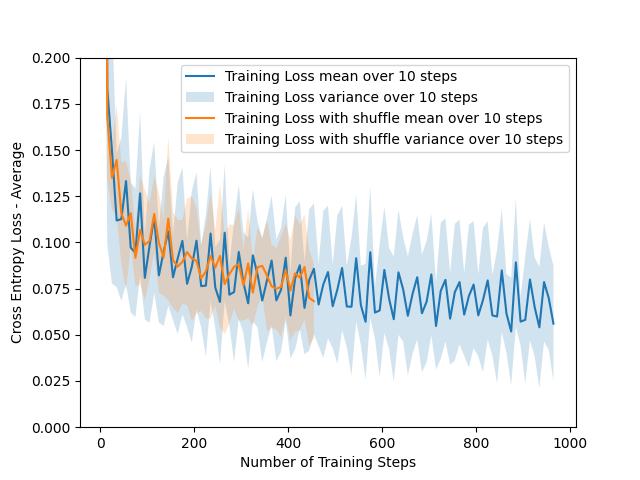 Training Loss mean over 10 steps
Training Loss variance over 10 steps
Training Loss with shuffle mean over 10 steps
Training Loss with shuffle variance over 10 steps
0.200
0.175
0.150
0.125
0.100
0.075
0.050
0.025
0.000
Cross Entropy Loss - Average
0 200 400 600 800 1000
Number of Training Steps